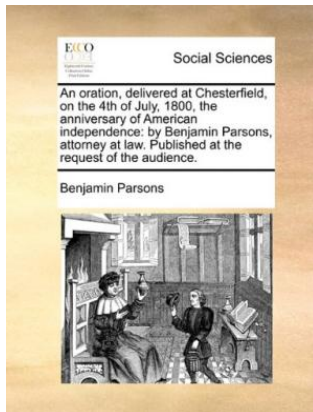 ECCO
Social Sciences
An oration, delivered at Chesterfield,
on the 4th of July, 1800, the
anniversary of American
independence: by Benjamin Parsons,
attorney at law. Published at the
request of the audience.
Benjamin Parsons